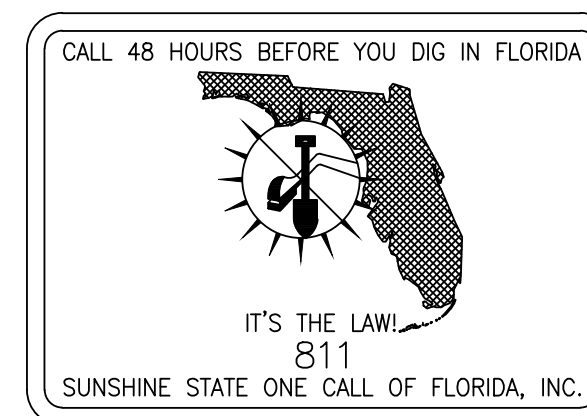 CALL 48 HOURS BEFORE YOU DIG IN FLORIDA
IT'S THE LAW!
811
SUNSHINE STATE ONE CALL OF FLORIDA, INC.